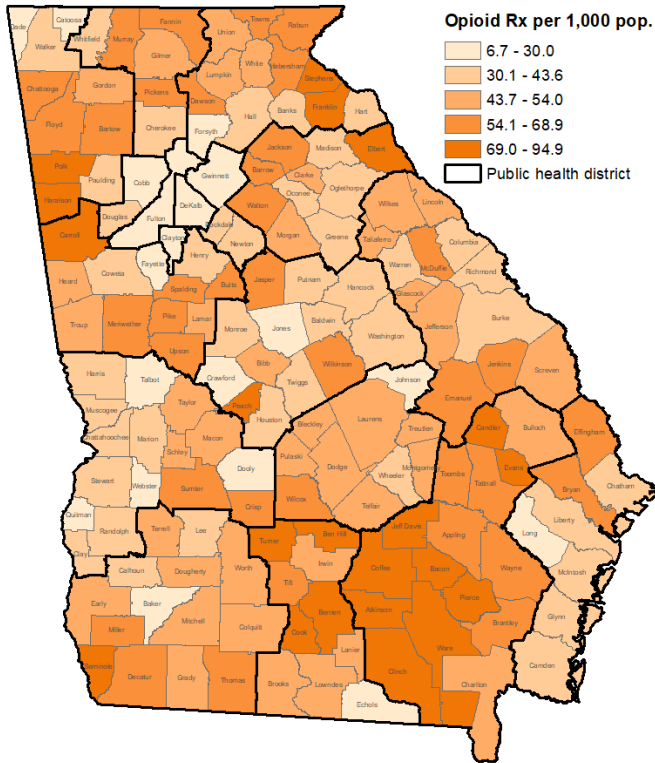 Opioid Rx per 1,000 pop.
6.7 - 30.0
30.1 - 43.6
43.7 - 54.0
54.1 - 68.9
69.0 - 94.9
Public health district
Dade
Catoosa
Walker
Whitfield
Murray
Fannin
Union
Towns
Rabun
Gilmer
Lumpkin
White
Habersham
Stephens
Chattooga
Gordon
Pickens
Dawson
Franklin
Hart
Floyd
Bartow
Cherokee
Forsyth
Hall
Banks
Polk
Paulding
Cobb
Gwinnett
Jackson
Madison
Elbert
Barrow
Clarke
Haralson
Douglas
Fulton
DeKalb
Walton
Oconee
Oglethorpe
Wilkes
Lincoln
Carroll
Clayton
Rockdale
Newton
Morgan
Greene
Taliaferro
Columbia
Fayette
Henry
McDuffie
Heard
Coweta
Spalding
Butts
Jasper
Putnam
Hancock
Warren
Richmond
Glascock
Troup
Meriwether
Pike
Lamar
Monroe
Jones
Baldwin
Washington
Jefferson
Burke
Upson
Harris
Talbot
Crawford
Bibb
Twiggs
Wilkinson
Johnson
Jenkins
Screven
Muscogee
Taylor
Peach
Houston
Laurens
Emanuel
Chattahoochee
Marion
Schley
Macon
Bleckley
Treutlen
Candler
Bulloch
Effingham
Stewart
Webster
Sumter
Dooly
Pulaski
Dodge
Wheeler
Montgomery
Toombs
Tattnall
Evans
Bryan
Chatham
Quitman
Randolph
Crisp
Wilcox
Telfair
Long
Liberty
Clay
Terrell
Lee
Turner
Ben Hill
Jeff Davis
Appling
Calhoun
Dougherty
Worth
Irwin
Coffee
Bacon
Wayne
McIntosh
Early
Baker
Mitchell
Tift
Pierce
Miller
Colquitt
Cook
Berrien
Atkinson
Brantley
Glynn
Seminole
Decatur
Grady
Thomas
Brooks
Lowndes
Lanier
Clinch
Ware
Charlton
Camden
Echols